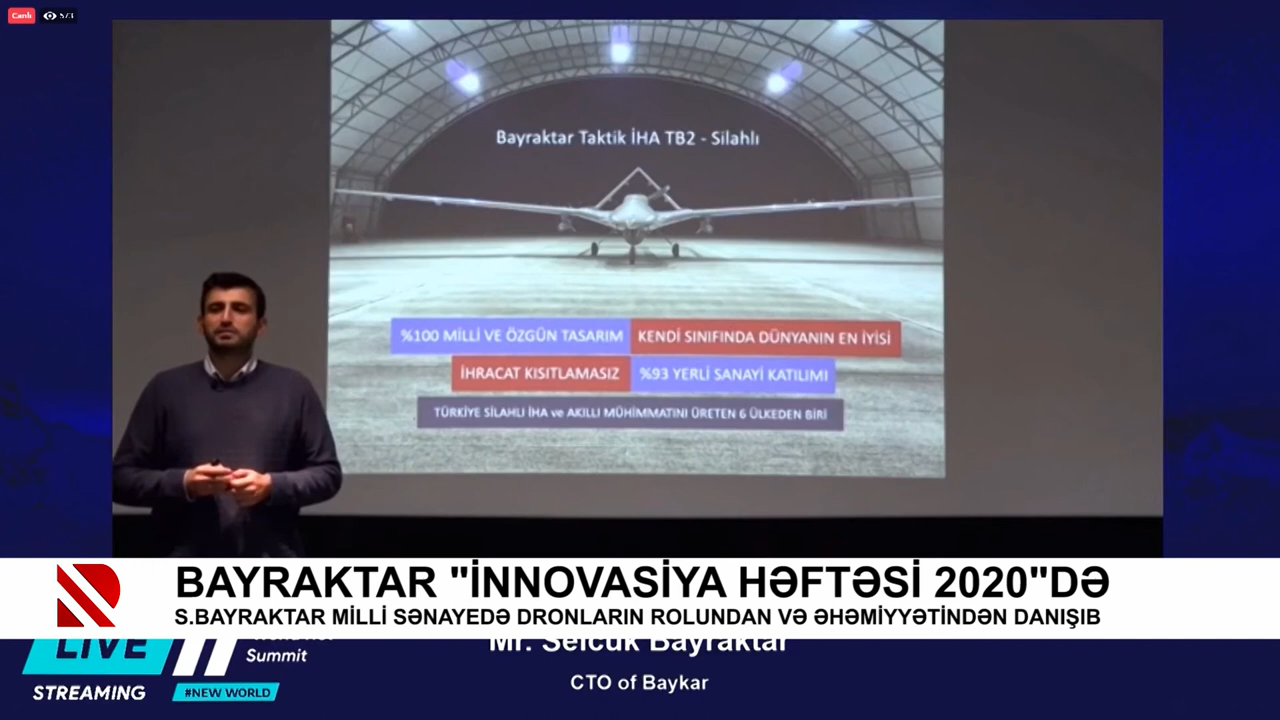 Canlı 573
Bayraktar Taktik İHA TB2 - Silahlı
%100 MİLLİ VE ÖZGÜN TASARIM KENDİ SINIFINDA DÜNYANIN EN İYİSİ
İHRACAT KISITLAMASIZ %93 YERLİ SANAYİ KATILIMI
TÜRKİYE SİLAHLI İHA ve AKILLI MÜHİMMATINI ÜRETEN 6 ÜLKEDEN BİRİ
BAYRAKTAR "İNNOVASİYA HƏFTƏSİ 2020"DƏ
S.BAYRAKTAR MİLLİ SƏNAYEDƏ DRONLARIN ROLUNDAN VƏ ƏHƏMİYYƏTİNDƏN DANIŞIB
LIVE
Summit
STREAMING
#NEW WORLD
Mr. Selcuk Bayraktar
CTO of Baykar